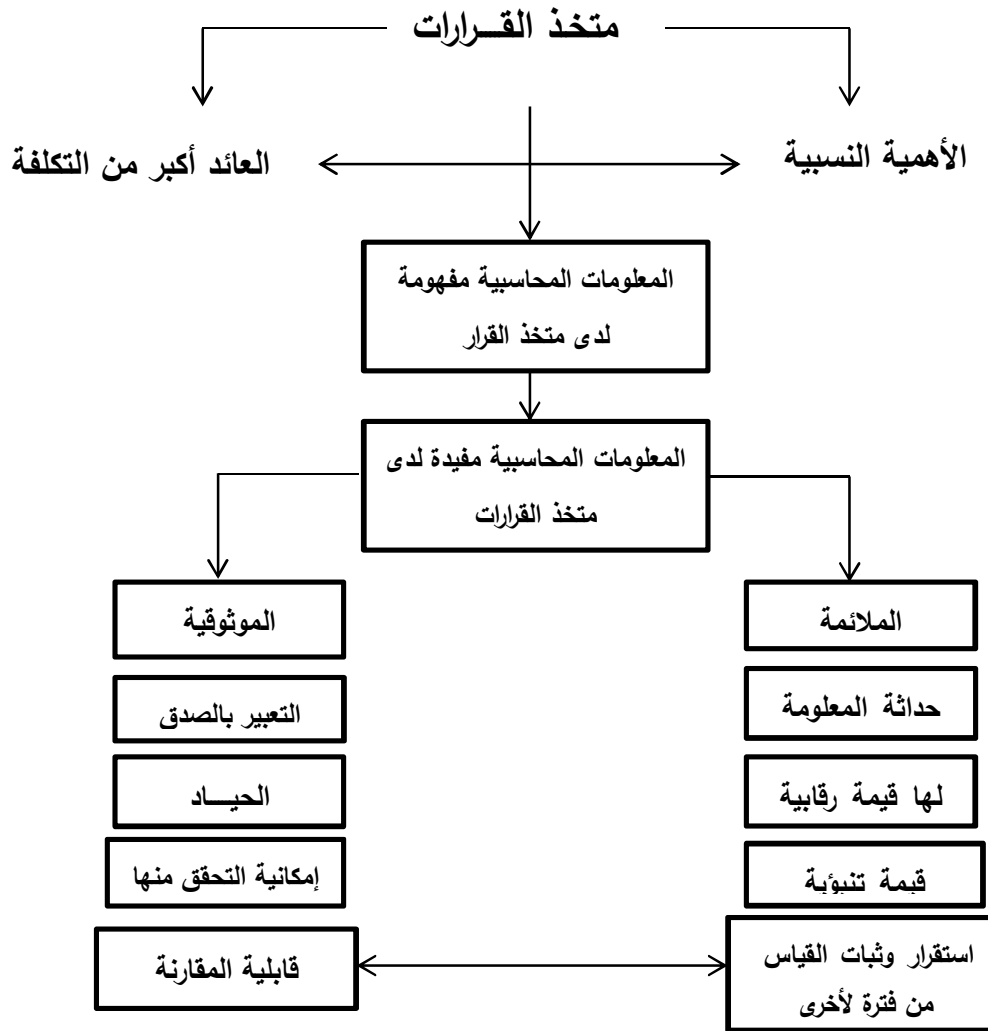 متخذ القـــرارات
الأهمية النسبية
العائد أكبر من التكلفة
المعلومات المحاسبية مفهومة
لدى متخذ القرار
المعلومات المحاسبية مفيدة لدى
متخذ القرارات
الملائمة
الموثوقية
حداثة المعلومة
التعبير بالصدق
لها قيمة رقابية
الحيـــاد
قيمة تنبؤية
إمكانية التحقق منها
استقرار وثبات القياس
من فترة لأخرى
قابلية المقارنة